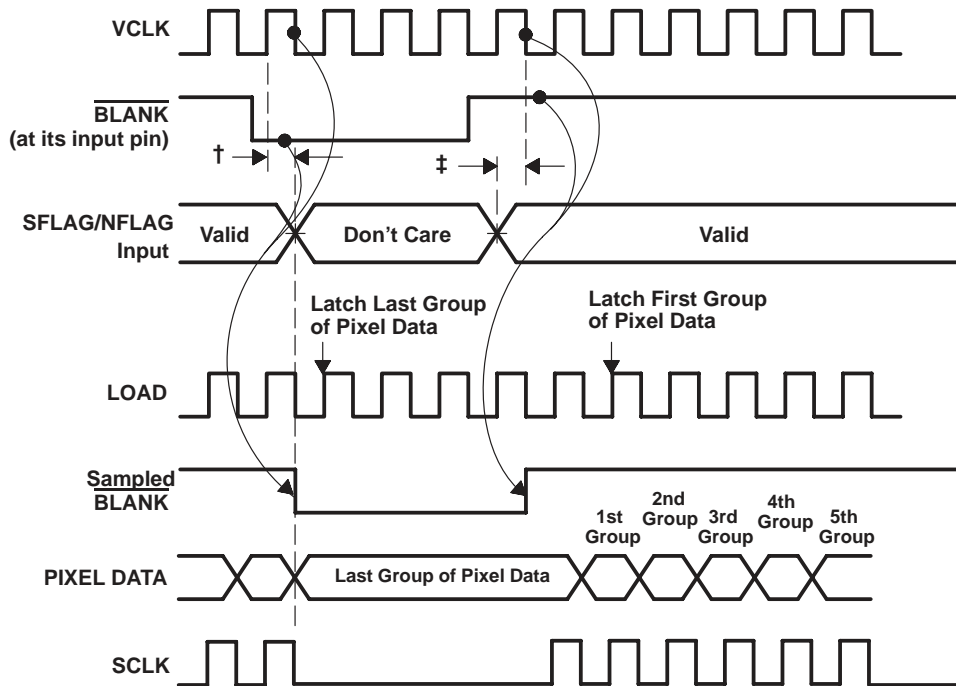 VCLK
BLANK
(at its input pin)
†
‡
SFLAG/NFLAG
Input
Valid
Don't Care
Valid
Latch Last Group
of Pixel Data
Latch First Group
of Pixel Data
LOAD
Sampled
BLANK
1st
Group
2nd
Group
3rd
Group
4th
Group
5th
Group
PIXEL DATA
Last Group of Pixel Data
SCLK